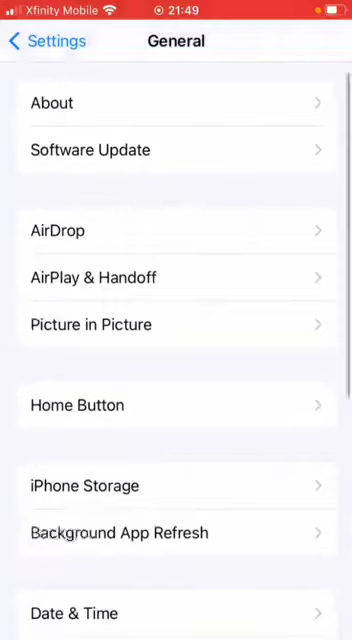 Xfinity Mobile 21:49
Settings General
About
Software Update
AirDrop
AirPlay & Handoff
Picture in Picture
Home Button
iPhone Storage
Background App Refresh
Date & Time